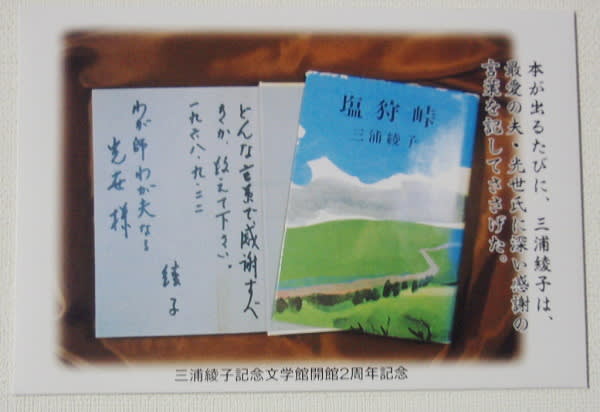 本が出るたびに、三浦綾子は、
最愛の夫・光世氏に深い感謝の
言葉を記してささげた。
塩狩峠
三浦綾子
どんな言葉で感謝すべ
きか、教えて下さい。
一九六八・九・二二
綾子
わが師わが夫なる
光世様
三浦綾子記念文学館開館2周年記念